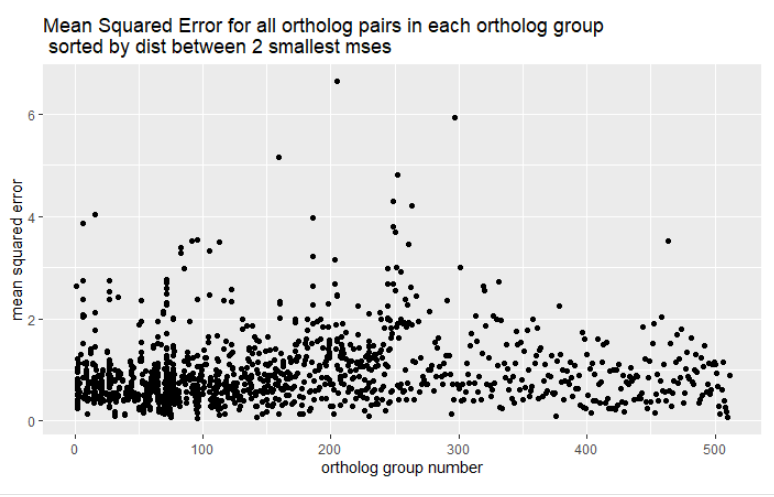 Mean Squared Error for all ortholog pairs in each ortholog group
sorted by dist between 2 smallest mses
mean squared error
6
4
2
0
0 100 200 300 400 500
ortholog group number